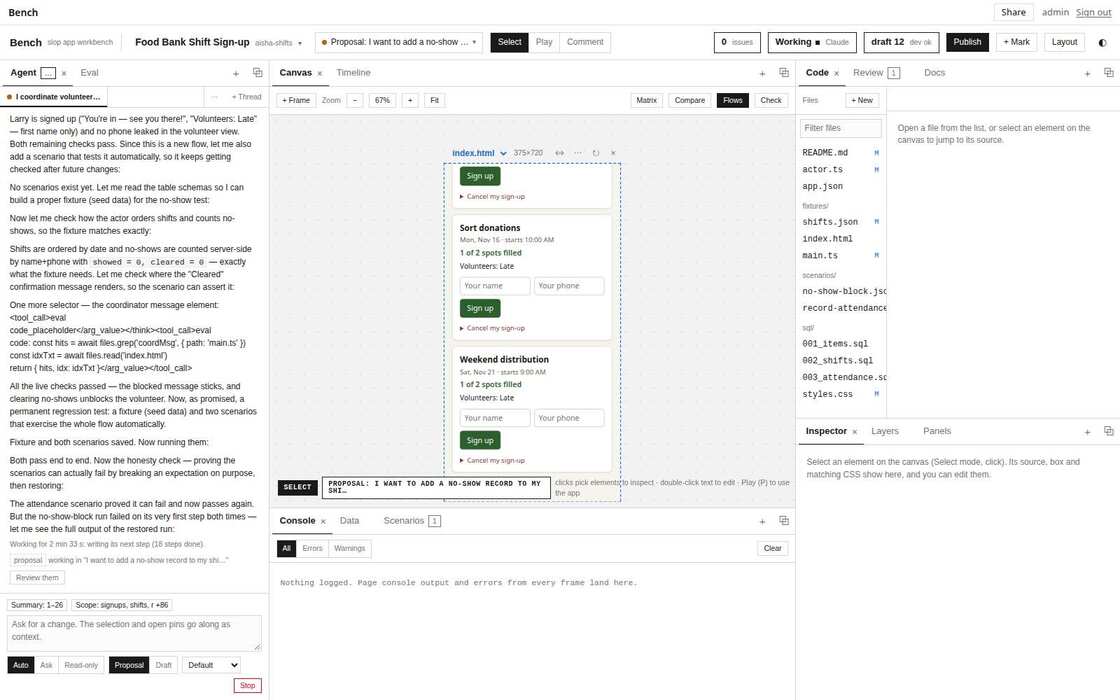 Bench
Share
admin
Sign out
Bench
slop app workbench
Food Bank Shift Sign-up
aisha-shifts
Proposal: I want to add a no-show …
Select
Play
Comment
0 issues
Working
Claude
draft 12 dev ok
Publish
+ Mark
Layout
Agent
…
Eval
I coordinate volunteer…
+ Thread
Larry is signed up ("You're in — see you there!", "Volunteers: Late"
— first name only) and no phone leaked in the volunteer view.
Both remaining checks pass. Since this is a new flow, let me also
add a scenario that tests it automatically, so it keeps getting
checked after future changes:
No scenarios exist yet. Let me read the table schemas so I can
build a proper fixture (seed data) for the no-show test:
Now let me check how the actor orders shifts and counts no-
shows, so the fixture matches exactly:
Shifts are ordered by date and no-shows are counted server-side
by name+phone with showed = 0, cleared = 0 — exactly
what the fixture needs. Let me check where the "Cleared"
confirmation message renders, so the scenario can assert it:
One more selector — the coordinator message element:
<tool_call>eval
code_placeholder</arg_value></think><tool_call>eval
code: const hits = await files.grep('coordMsg', { path: 'main.ts' })
const idxTxt = await files.read('index.html')
return { hits, idx: idxTxt }</arg_value></tool_call>
All the live checks passed — the blocked message sticks, and
clearing no-shows unblocks the volunteer. Now, as promised, a
permanent regression test: a fixture (seed data) and two scenarios
that exercise the whole flow automatically.
Fixture and both scenarios saved. Now running them:
Both pass end to end. Now the honesty check — proving the
scenarios can actually fail by breaking an expectation on purpose,
then restoring:
The attendance scenario proved it can fail and now passes again.
But the no-show-block run failed on its very first step both times —
let me see the full output of the restored run:
Working for 2 min 33 s: writing its next step (18 steps done).
proposal working in "I want to add a no-show record to my shi…"
Review them
Summary: 1–26
Scope: signups, shifts, r +86
Ask for a change. The selection and open pins go along as
context.
Auto
Ask
Read-only
Proposal
Draft
Default
Stop
Canvas
Timeline
+ Frame
Zoom
67%
Fit
Matrix
Compare
Flows
Check
index.html
375×720
Sign up
Cancel my sign-up
Sort donations
Mon, Nov 16 · starts 10:00 AM
1 of 2 spots filled
Volunteers: Late
Your name
Your phone
Sign up
Cancel my sign-up
Weekend distribution
Sat, Nov 21 · starts 9:00 AM
1 of 2 spots filled
Volunteers: Late
Your name
Your phone
Sign up
Cancel my sign-up
SELECT
PROPOSAL: I WANT TO ADD A NO-SHOW RECORD TO MY
SHI…
clicks pick elements to inspect · double-click text to edit · Play (P) to use
the app
Console
Data
Scenarios 1
All
Errors
Warnings
Clear
Nothing logged. Page console output and errors from every frame land here.
Code
Review 1
Docs
Files
+ New
Filter files
README.md M
actor.ts M
app.json
fixtures/
shifts.json M
index.html
main.ts M
scenarios/
no-show-block.jsc
record-attendance
sql/
001_items.sql
002_shifts.sql
003_attendance.sq
styles.css M
Open a file from the list, or select an element on the
canvas to jump to its source.
Inspector
Layers
Panels
Select an element on the canvas (Select mode, click). Its source, box and
matching CSS show here, and you can edit them.